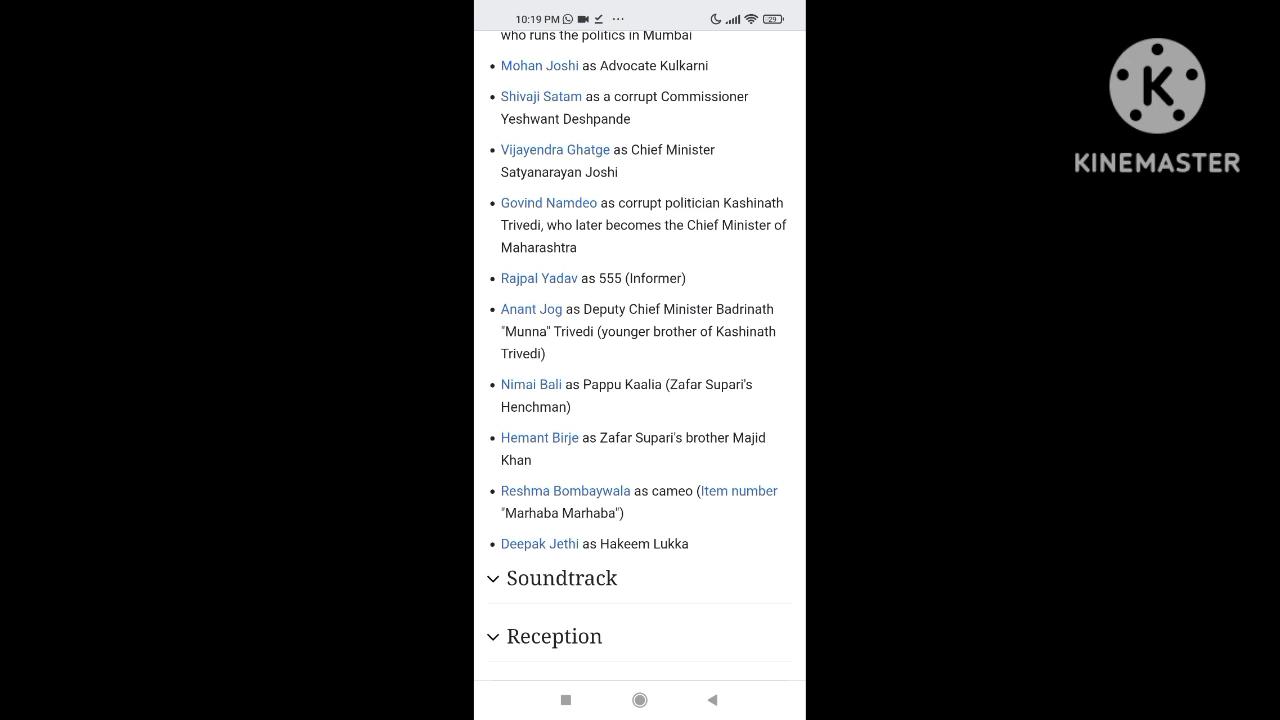 10:19 PM
29
who runs the politics in Mumbai
Mohan Joshi as Advocate Kulkarni
Shivaji Satam as a corrupt Commissioner
Yeshwant Deshpande
Vijayendra Ghatge as Chief Minister
Satyanarayan Joshi
Govind Namdeo as corrupt politician Kashinath
Trivedi, who later becomes the Chief Minister of
Maharashtra
Rajpal Yadav as 555 (Informer)
Anant Jog as Deputy Chief Minister Badrinath
"Munna" Trivedi (younger brother of Kashinath
Trivedi)
Nimai Bali as Pappu Kaalia (Zafar Supari's
Henchman)
Hemant Birje as Zafar Supari's brother Majid
Khan
Reshma Bombaywala as cameo (Item number
"Marhaba Marhaba")
Deepak Jethi as Hakeem Lukka
Soundtrack
Reception
K
KINEMASTER